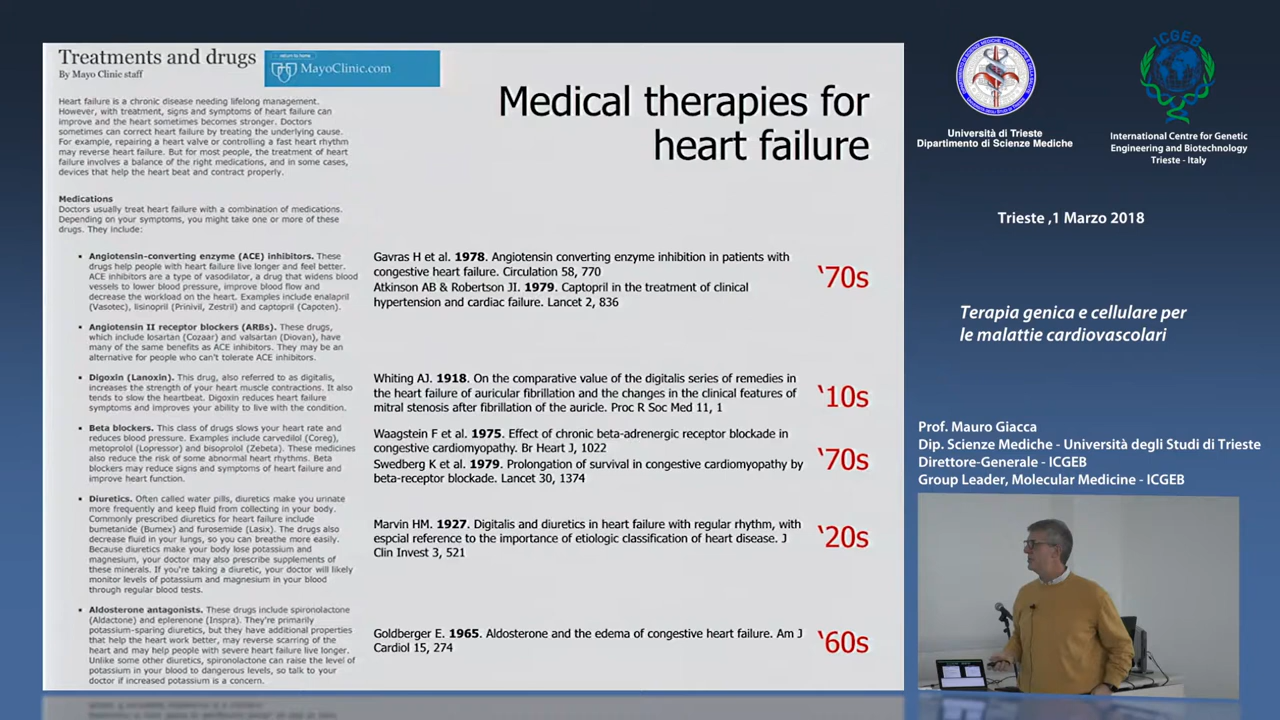 Treatments and drugs
By Mayo Clinic staff
return to home
MayoClinic.com
Heart failure is a chronic disease needing lifelong management.
However, with treatment, signs and symptoms of heart failure can
improve and the heart sometimes becomes stronger. Doctors
sometimes can correct heart failure by treating the underlying cause.
For example, repairing a heart valve or controlling a fast heart rhythm
may reverse heart failure. But for most people, the treatment of heart
failure involves a balance of the right medications, and in some cases,
devices that help the heart beat and contract properly.
Medications
Doctors usually treat heart failure with a combination of medications.
Depending on your symptoms, you might take one or more of these
drugs. They include:
• Angiotensin-converting enzyme (ACE) inhibitors. These
drugs help people with heart failure live longer and feel better.
ACE inhibitors are a type of vasodilator, a drug that widens blood
vessels to lower blood pressure, improve blood flow and
decrease the workload on the heart. Examples include enalapril
(Vasotec), lisinopril (Prinivil, Zestril) and captopril (Capoten).
• Angiotensin II receptor blockers (ARBs). These drugs,
which include losartan (Cozaar) and valsartan (Diovan), have
many of the same benefits as ACE inhibitors. They may be an
alternative for people who can't tolerate ACE inhibitors.
• Digoxin (Lanoxin). This drug, also referred to as digitalis,
increases the strength of your heart muscle contractions. It also
tends to slow the heartbeat. Digoxin reduces heart failure
symptoms and improves your ability to live with the condition.
• Beta blockers. This class of drugs slows your heart rate and
reduces blood pressure. Examples include carvedilol (Coreg),
metoprolol (Lopressor) and bisoprolol (Zebeta). These medicines
also reduce the risk of some abnormal heart rhythms. Beta
blockers may reduce signs and symptoms of heart failure and
improve heart function.
• Diuretics. Often called water pills, diuretics make you urinate
more frequently and keep fluid from collecting in your body.
Commonly prescribed diuretics for heart failure include
bumetanide (Bumex) and furosemide (Lasix). The drugs also
decrease fluid in your lungs, so you can breathe more easily.
Because diuretics make your body lose potassium and
magnesium, your doctor may also prescribe supplements of
these minerals. If you're taking a diuretic, your doctor will likely
monitor levels of potassium and magnesium in your blood
through regular blood tests.
• Aldosterone antagonists. These drugs include spironolactone
(Aldactone) and eplerenone (Inspra). They're primarily
potassium-sparing diuretics, but they have additional properties
that help the heart work better, may reverse scarring of the
heart and may help people with severe heart failure live longer.
Unlike some other diuretics, spironolactone can raise the level of
potassium in your blood to dangerous levels, so talk to your
doctor if increased potassium is a concern.
Medical therapies for
heart failure
Gavras H et al. 1978. Angiotensin converting enzyme inhibition in patients with
congestive heart failure. Circulation 58, 770
Atkinson AB & Robertson JI. 1979. Captopril in the treatment of clinical
hypertension and cardiac failure. Lancet 2, 836
‘70s
Whiting AJ. 1918. On the comparative value of the digitalis series of remedies in
the heart failure of auricular fibrillation and the changes in the clinical features of
mitral stenosis after fibrillation of the auricle. Proc R Soc Med 11, 1
‘10s
Waagstein F et al. 1975. Effect of chronic beta-adrenergic receptor blockade in
congestive cardiomyopathy. Br Heart J, 1022
Swedberg K et al. 1979. Prolongation of survival in congestive cardiomyopathy by
beta-receptor blockade. Lancet 30, 1374
‘70s
Marvin HM. 1927. Digitalis and diuretics in heart failure with regular rhythm, with
espcial reference to the importance of etiologic classification of heart disease. J
Clin Invest 3, 521
‘20s
Goldberger E. 1965. Aldosterone and the edema of congestive heart failure. Am J
Cardiol 15, 274
‘60s
Università di Trieste
Dipartimento di Scienze Mediche
ICGEB
International Centre for Genetic
Engineering and Biotechnology
Trieste - Italy
Trieste ,1 Marzo 2018
Terapia genica e cellulare per
le malattie cardiovascolari
Prof. Mauro Giacca
Dip. Scienze Mediche - Università degli Studi di Trieste
Direttore-Generale - ICGEB
Group Leader, Molecular Medicine - ICGEB